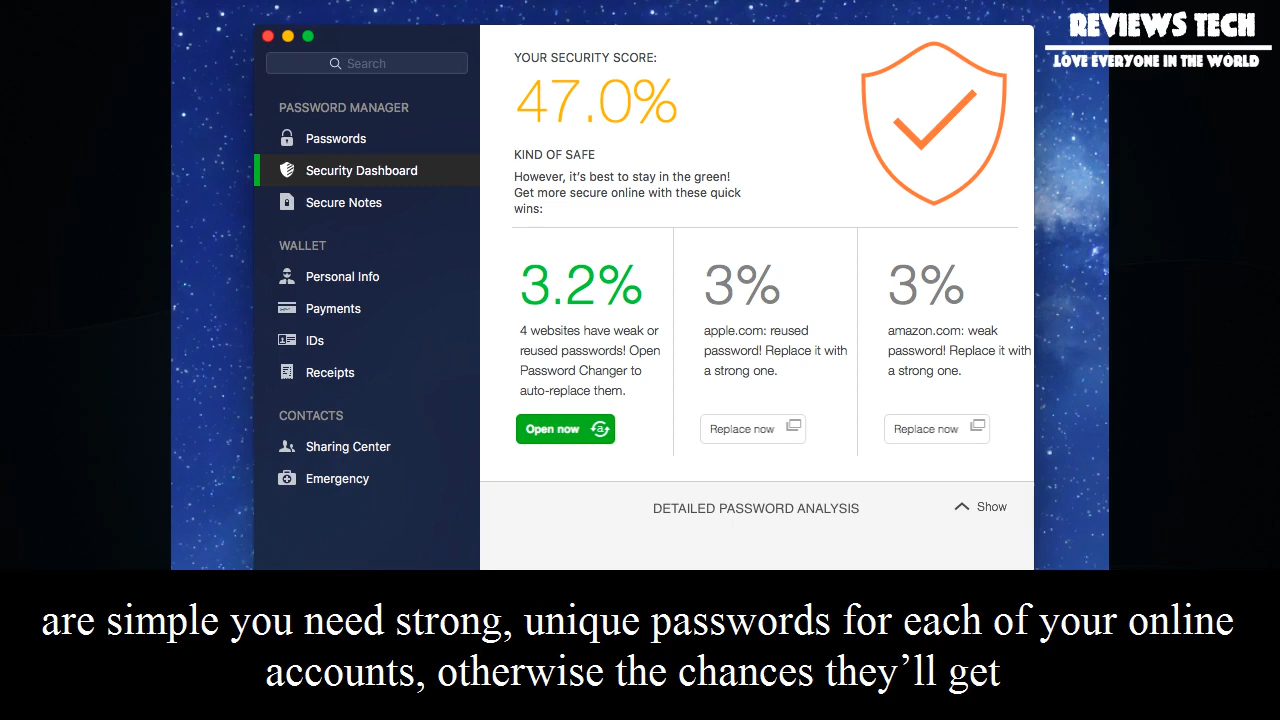 REVIEWS TECH
LOVE EVERYONE IN THE WORLD
Search
PASSWORD MANAGER
Passwords
Security Dashboard
Secure Notes
WALLET
Personal Info
Payments
IDs
Receipts
CONTACTS
Sharing Center
Emergency
YOUR SECURITY SCORE:
47.0%
KIND OF SAFE
However, it's best to stay in the green!
Get more secure online with these quick
wins:
3.2%
4 websites have weak or
reused passwords! Open
Password Changer to
auto-replace them.
Open now
3%
apple.com: reused
password! Replace it with
a strong one.
Replace now
3%
amazon.com: weak
password! Replace it with
a strong one.
Replace now
DETAILED PASSWORD ANALYSIS
Show
are simple you need strong, unique passwords for each of your online
accounts, otherwise the chances they’ll get